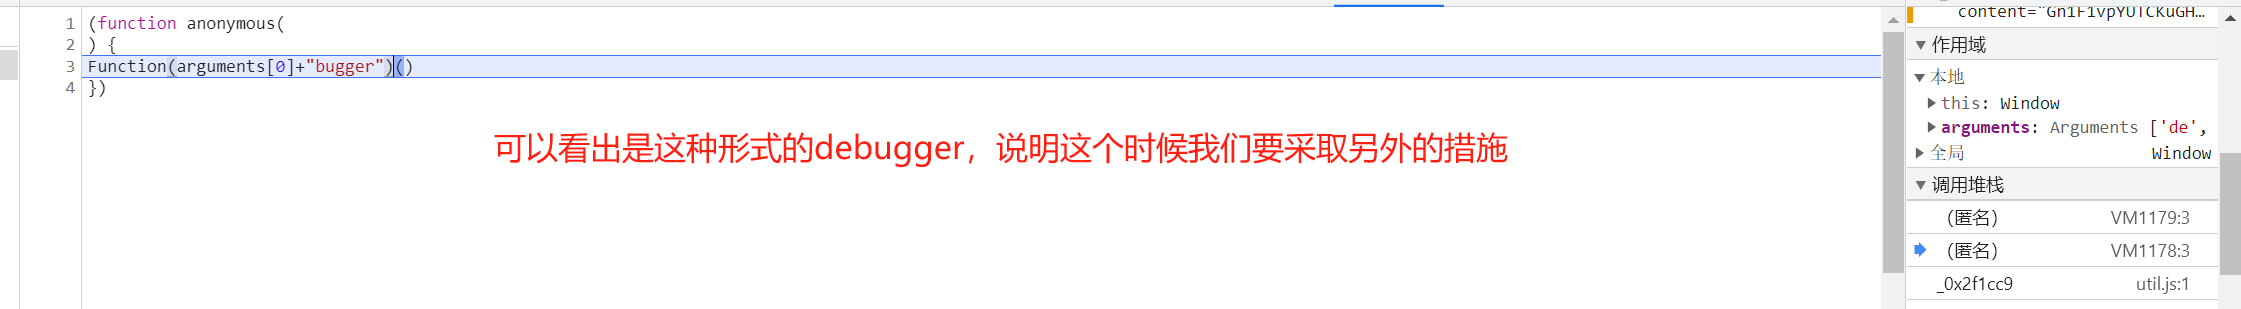 1 (function anonymous(
2 ) {
3 Function(arguments[0]+"bugger")()
4 })
可以看出是这种形式的debugger，说明这个时候我们要采取另外的措施
content="Gn1F1vpYUTCKuGH…
▼作用域
▼本地
▶this: Window
▶arguments: Arguments ['de',
▶全局 Window
▼调用堆栈
（匿名） VM1179:3
（匿名） VM1178:3
_0x2f1cc9 util.js:1